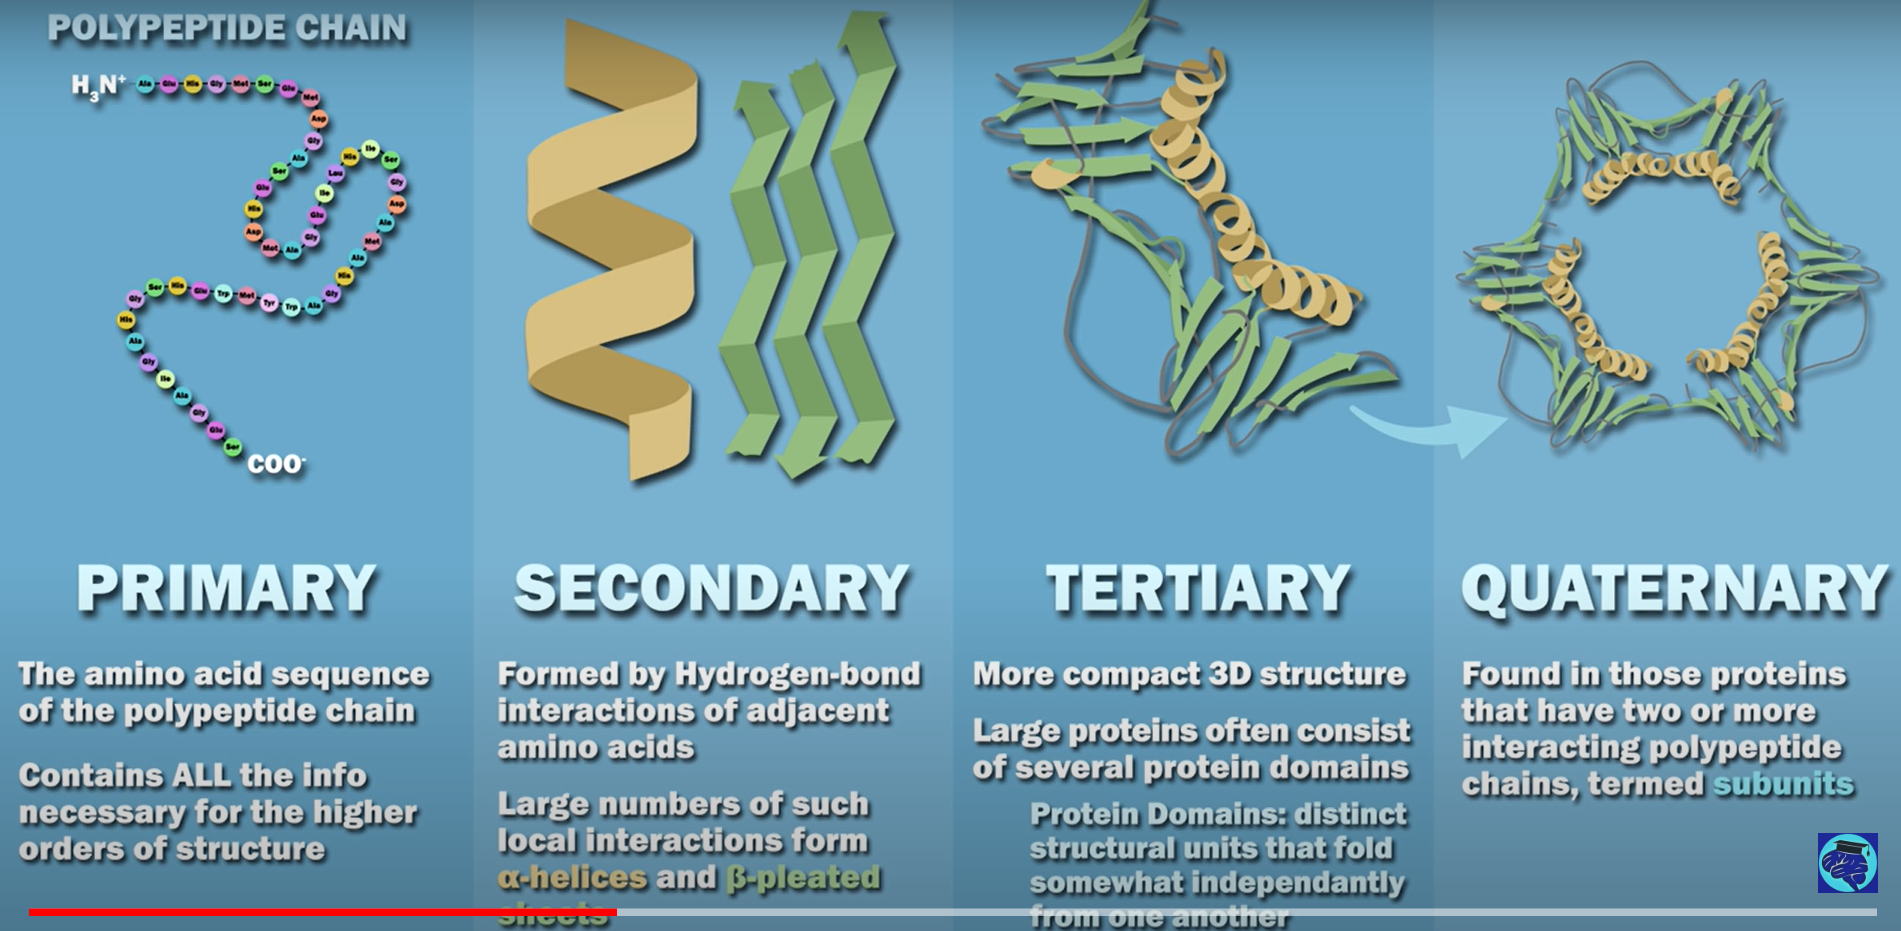 POLYPEPTIDE CHAIN
H₃N⁺ Ala Glu His Gly Met Ser Glu Met
Asp
Gly
Ala
Ser
Glu
His
Asp
Met
Ala
Gly
Glu
Ile
Leu
His
Ile
Ser
Gly
Asp
Ala
Met
Ala
His
Gly
Ala
Trp
Tyr
Met
Trp
Glu
His
Ser
Gly
His
Ala
Gly
Ile
Ala
Gly
Glu
Ser
COO⁻
PRIMARY
The amino acid sequence
of the polypeptide chain
Contains ALL the info
necessary for the higher
orders of structure
SECONDARY
Formed by Hydrogen-bond
interactions of adjacent
amino acids
Large numbers of such
local interactions form
α-helices and β-pleated
sheets
TERTIARY
More compact 3D structure
Large proteins often consist
of several protein domains
Protein Domains: distinct
structural units that fold
somewhat independantly
from one another
QUATERNARY
Found in those proteins
that have two or more
interacting polypeptide
chains, termed subunits